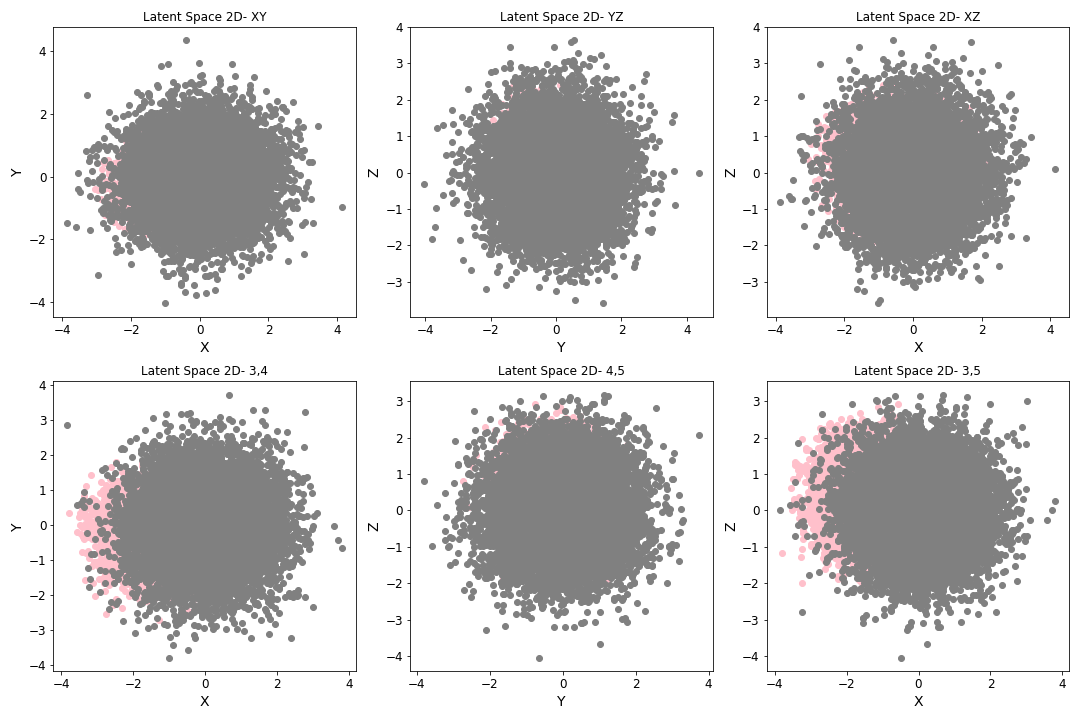 Latent Space 2D- XY
Latent Space 2D- YZ
Latent Space 2D- XZ
4
2
0
−2
−4
Y
−4 −2 0 2 4
X
4
3
2
1
0
−1
−2
−3
Z
−4 −2 0 2 4
Y
4
3
2
1
0
−1
−2
−3
Z
−4 −2 0 2 4
X
Latent Space 2D- 3,4
Latent Space 2D- 4,5
Latent Space 2D- 3,5
4
3
2
1
0
−1
−2
−3
−4
Y
−4 −2 0 2 4
X
3
2
1
0
−1
−2
−3
−4
Z
−4 −2 0 2 4
Y
3
2
1
0
−1
−2
−3
−4
Z
−4 −2 0 2 4
X